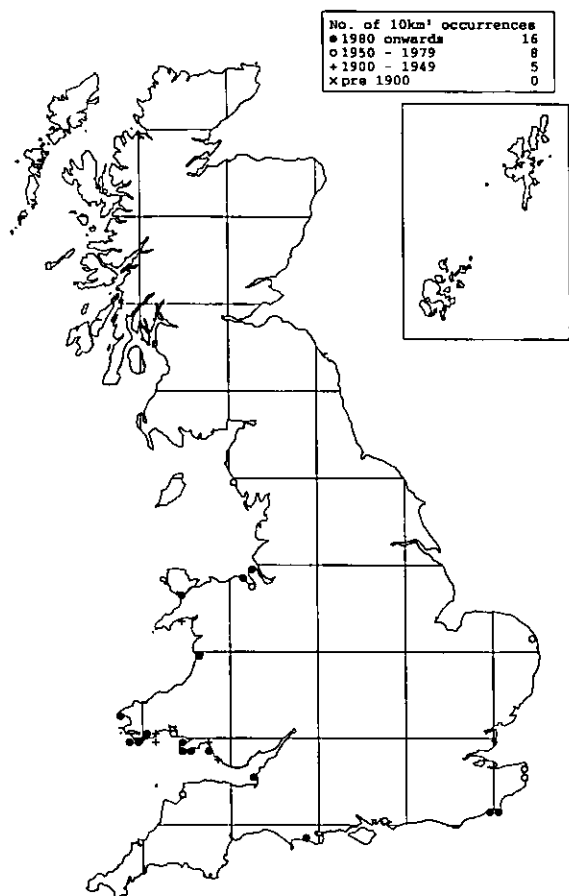 No. of 10km² occurrences
● 1980 onwards 16
○ 1950 - 1979 8
+ 1900 - 1949 5
× pre 1900 0